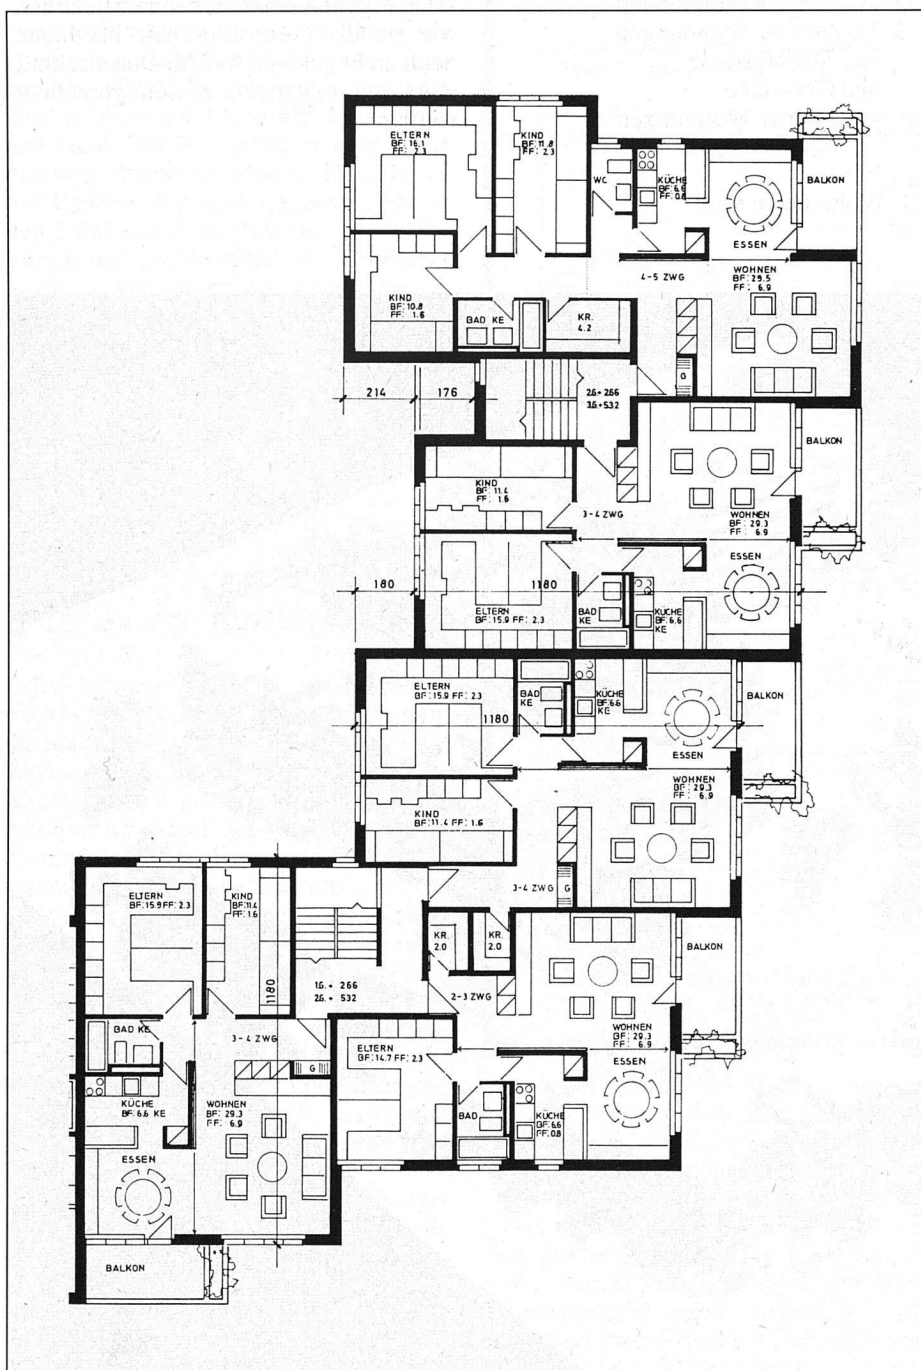 ELTERN
BF: 16.1
FF: 2.3
KIND
BF: 11.8
FF: 2.3
WC
KÜCHE
BF: 6.6
FF: 0.8
BALKON
ESSEN
4-5 ZWG
WOHNEN
BF: 29.5
FF: 6.9
KIND
BF: 10.8
FF: 1.6
BAD KE
KR.
4.2
G
214
176
2.G. + 266
3.G. + 532
BALKON
KIND
BF: 11.4
FF: 1.6
3-4 ZWG
WOHNEN
BF: 29.3
FF: 6.9
ESSEN
180
1180
ELTERN
BF: 15.9 FF: 2.3
BAD
KE
KÜCHE
BF: 6.6
KE
ELTERN
BF: 15.9 FF: 2.3
1180
BAD
KE
KÜCHE
BF: 6.6
KE
BALKON
ESSEN
WOHNEN
BF: 29.3
FF: 6.9
KIND
BF: 11.4 FF: 1.6
3-4 ZWG
G
ELTERN
BF: 15.9 FF: 2.3
KIND
BF: 11.4
FF: 1.6
1180
KR.
2.0
KR.
2.0
BALKON
1.G. + 266
2.G. + 532
2-3 ZWG
WOHNEN
BF: 29.3
FF: 6.9
BAD KE
3-4 ZWG
G
ELTERN
BF: 14.7 FF: 2.3
ESSEN
KÜCHE
BF: 6.6 KE
WOHNEN
BF: 29.3
FF: 6.9
BAD
KÜCHE
BF: 6.6
FF: 0.8
ESSEN
BALKON